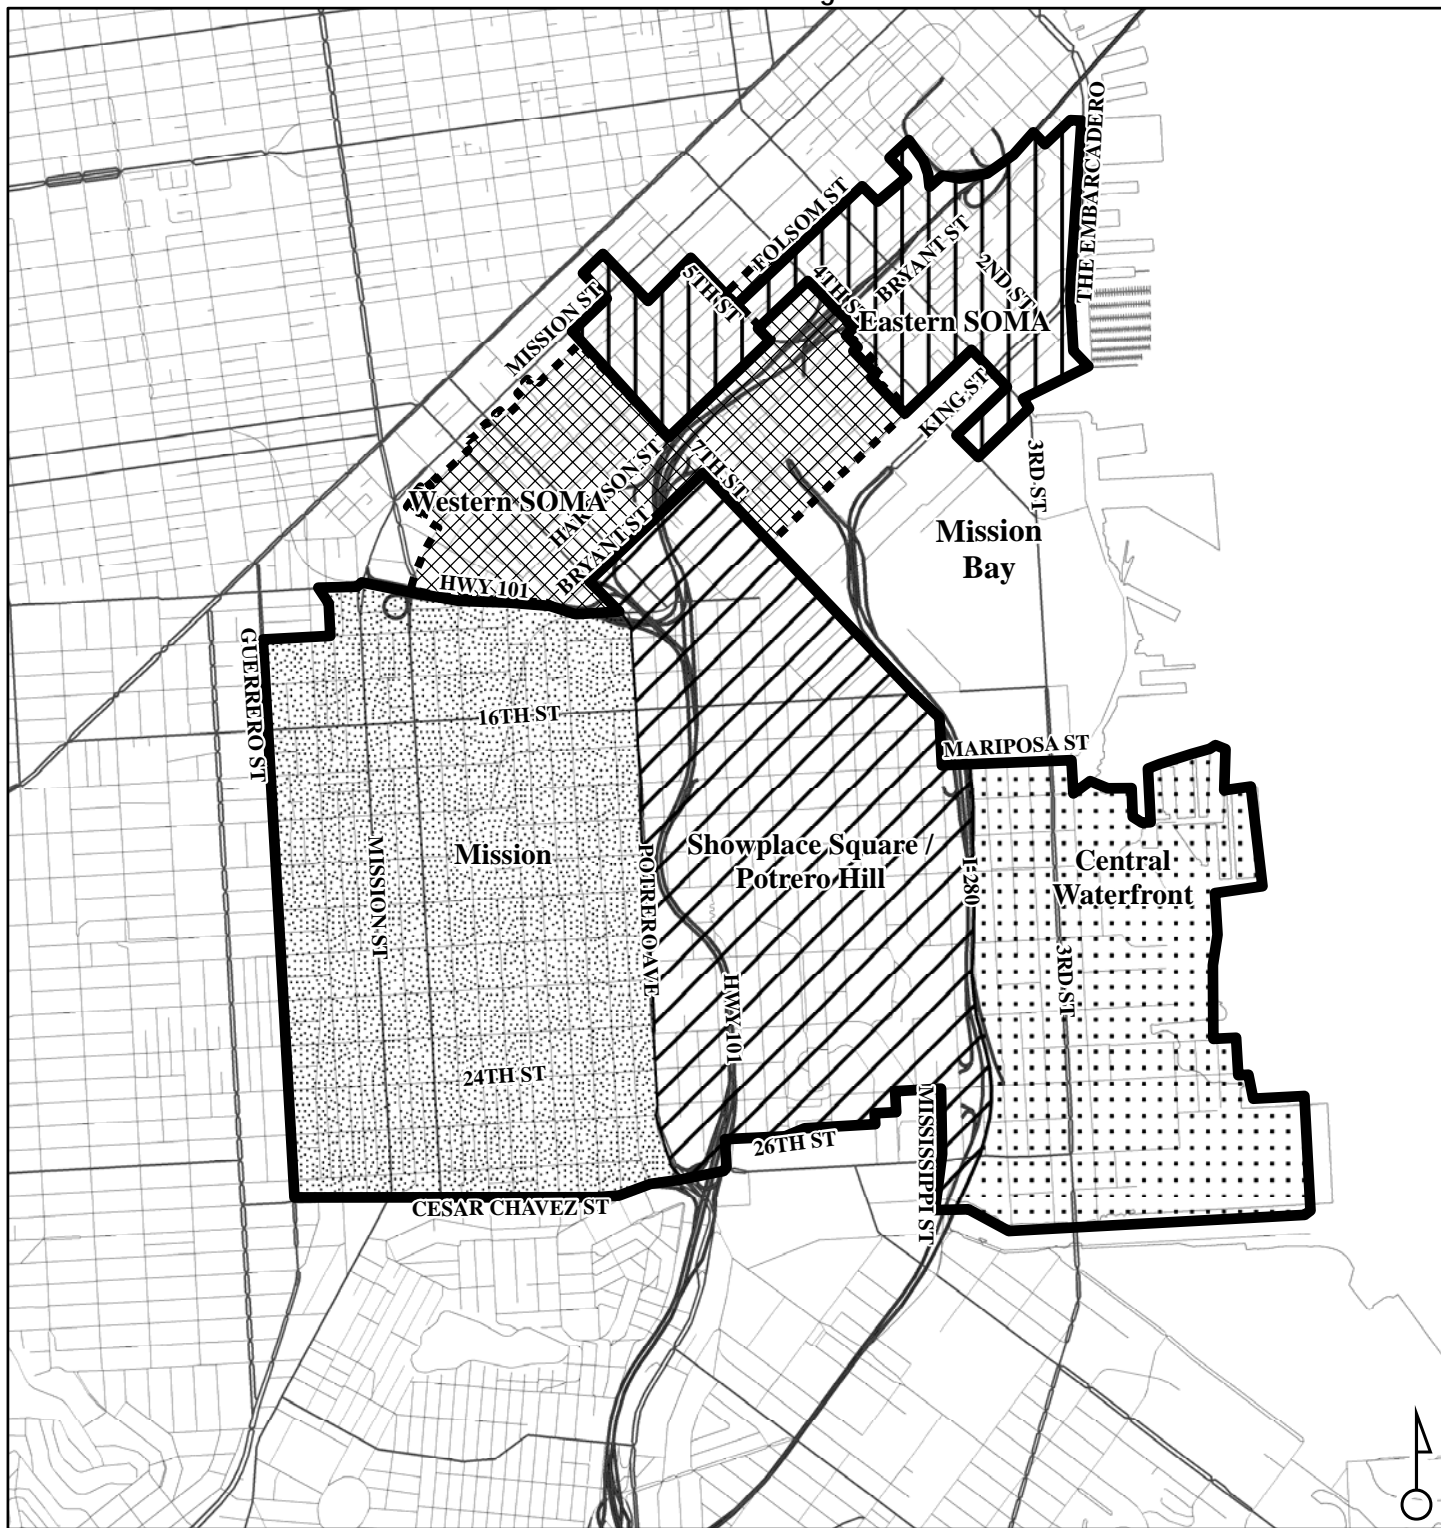 THE EMBARCADERO
FOLSOM ST
BRYANT ST
2ND ST
5TH ST
4TH ST
MISSION ST
Eastern SOMA
KING ST
3RD ST
7TH ST
HARRISON ST
Western SOMA
BRYANT ST
Mission
Bay
HWY 101
GUERRERO ST
16TH ST
MARIPOSA ST
MISSION ST
Mission
POTRERO AVE
Showplace Square /
Potrero Hill
I-280
Central
Waterfront
3RD ST
HWY 101
24TH ST
26TH ST
MISSISSIPPI ST
CESAR CHAVEZ ST